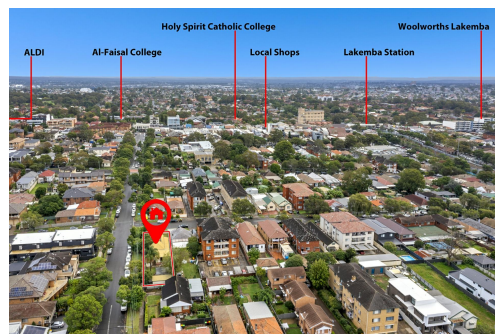 Holy Spirit Catholic College
Woolworths Lakemba
ALDI
Al-Faisal College
Local Shops
Lakemba Station